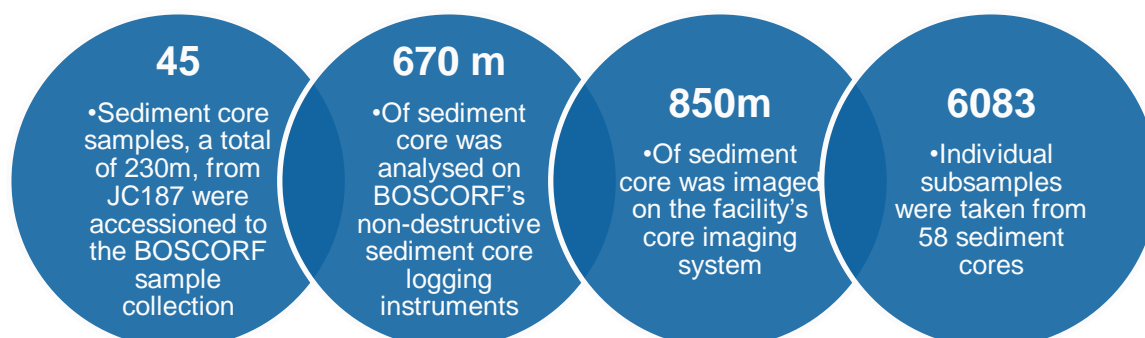 45
•Sediment core
samples, a total
of 230m, from
JC187 were
accessioned to
the BOSCORF
sample
collection
670 m
•Of sediment
core was
analysed on
BOSCORF's
non-destructive
sediment core
logging
instruments
850m
•Of sediment
core was imaged
on the facility's
core imaging
system
6083
•Individual
subsamples
were taken from
58 sediment
cores